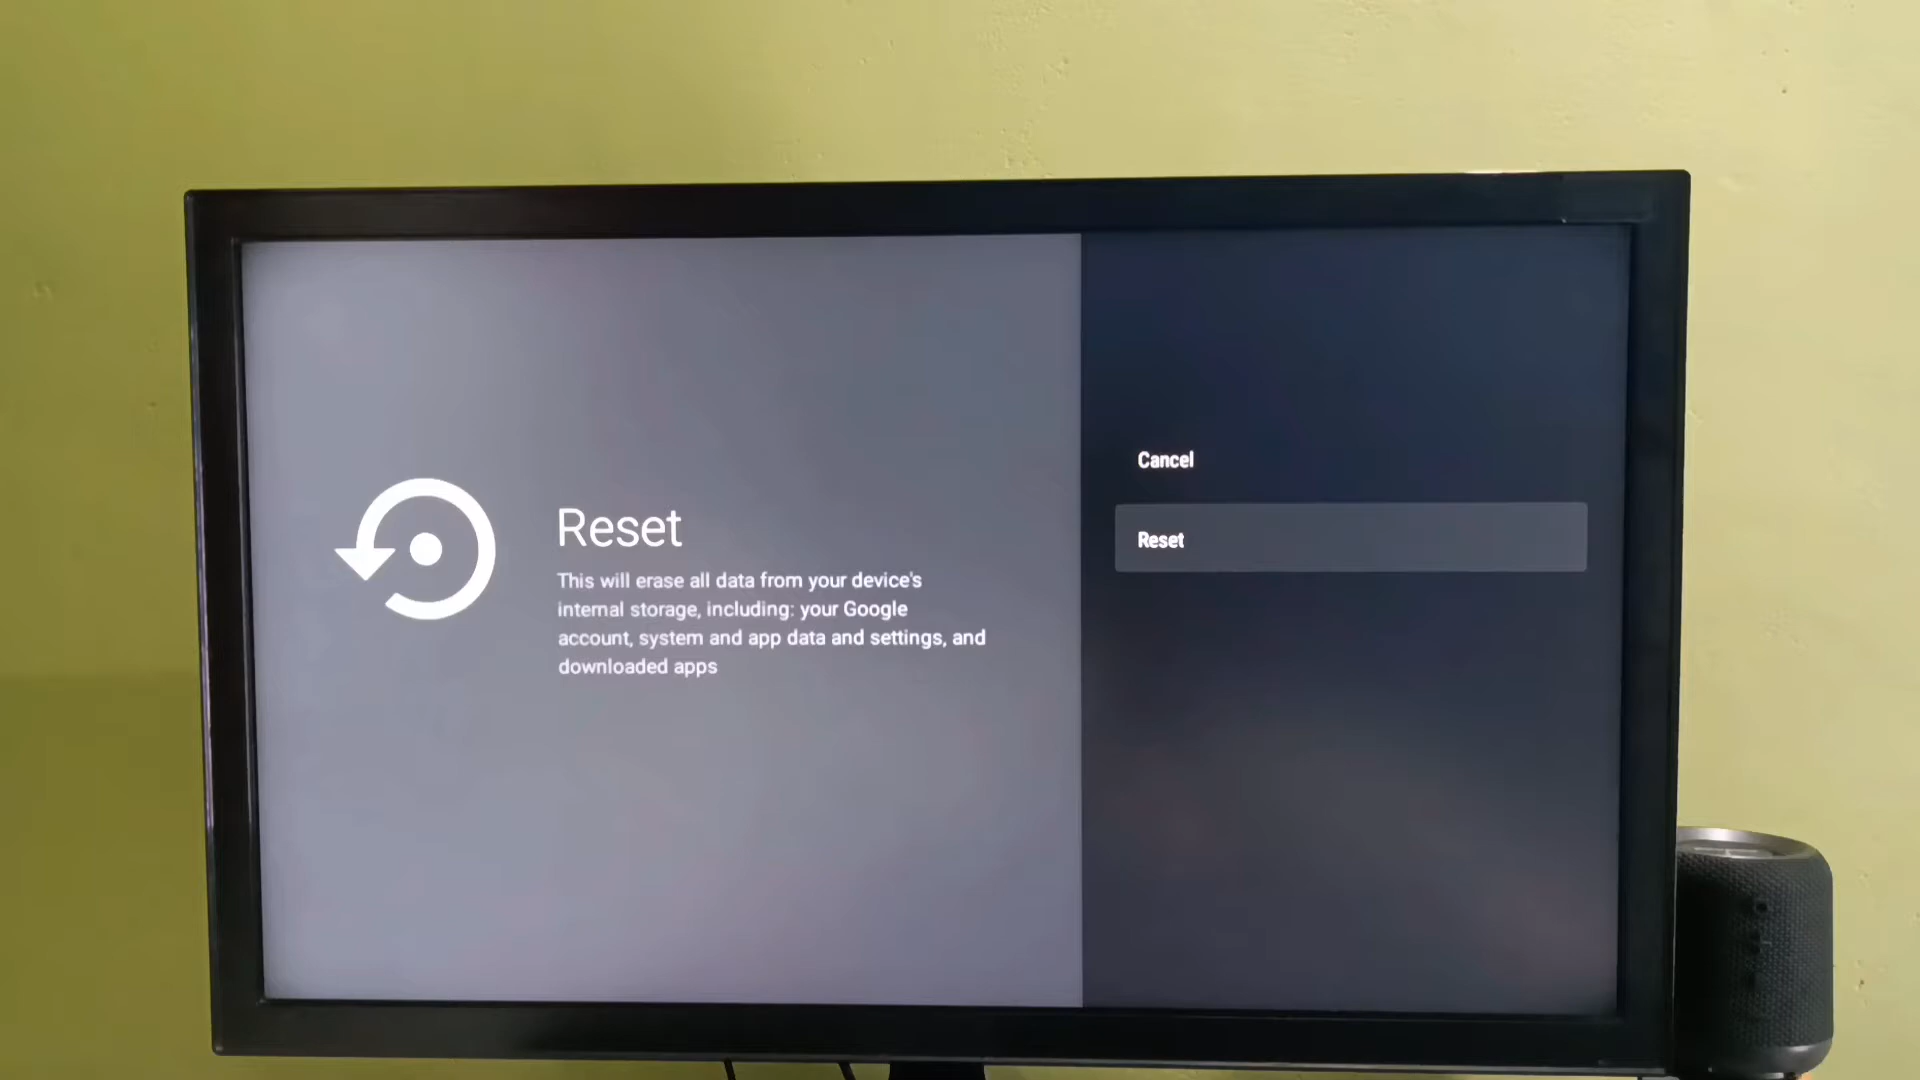 Reset
This will erase all data from your device's
internal storage, including: your Google
account, system and app data and settings, and
downloaded apps
Cancel
Reset